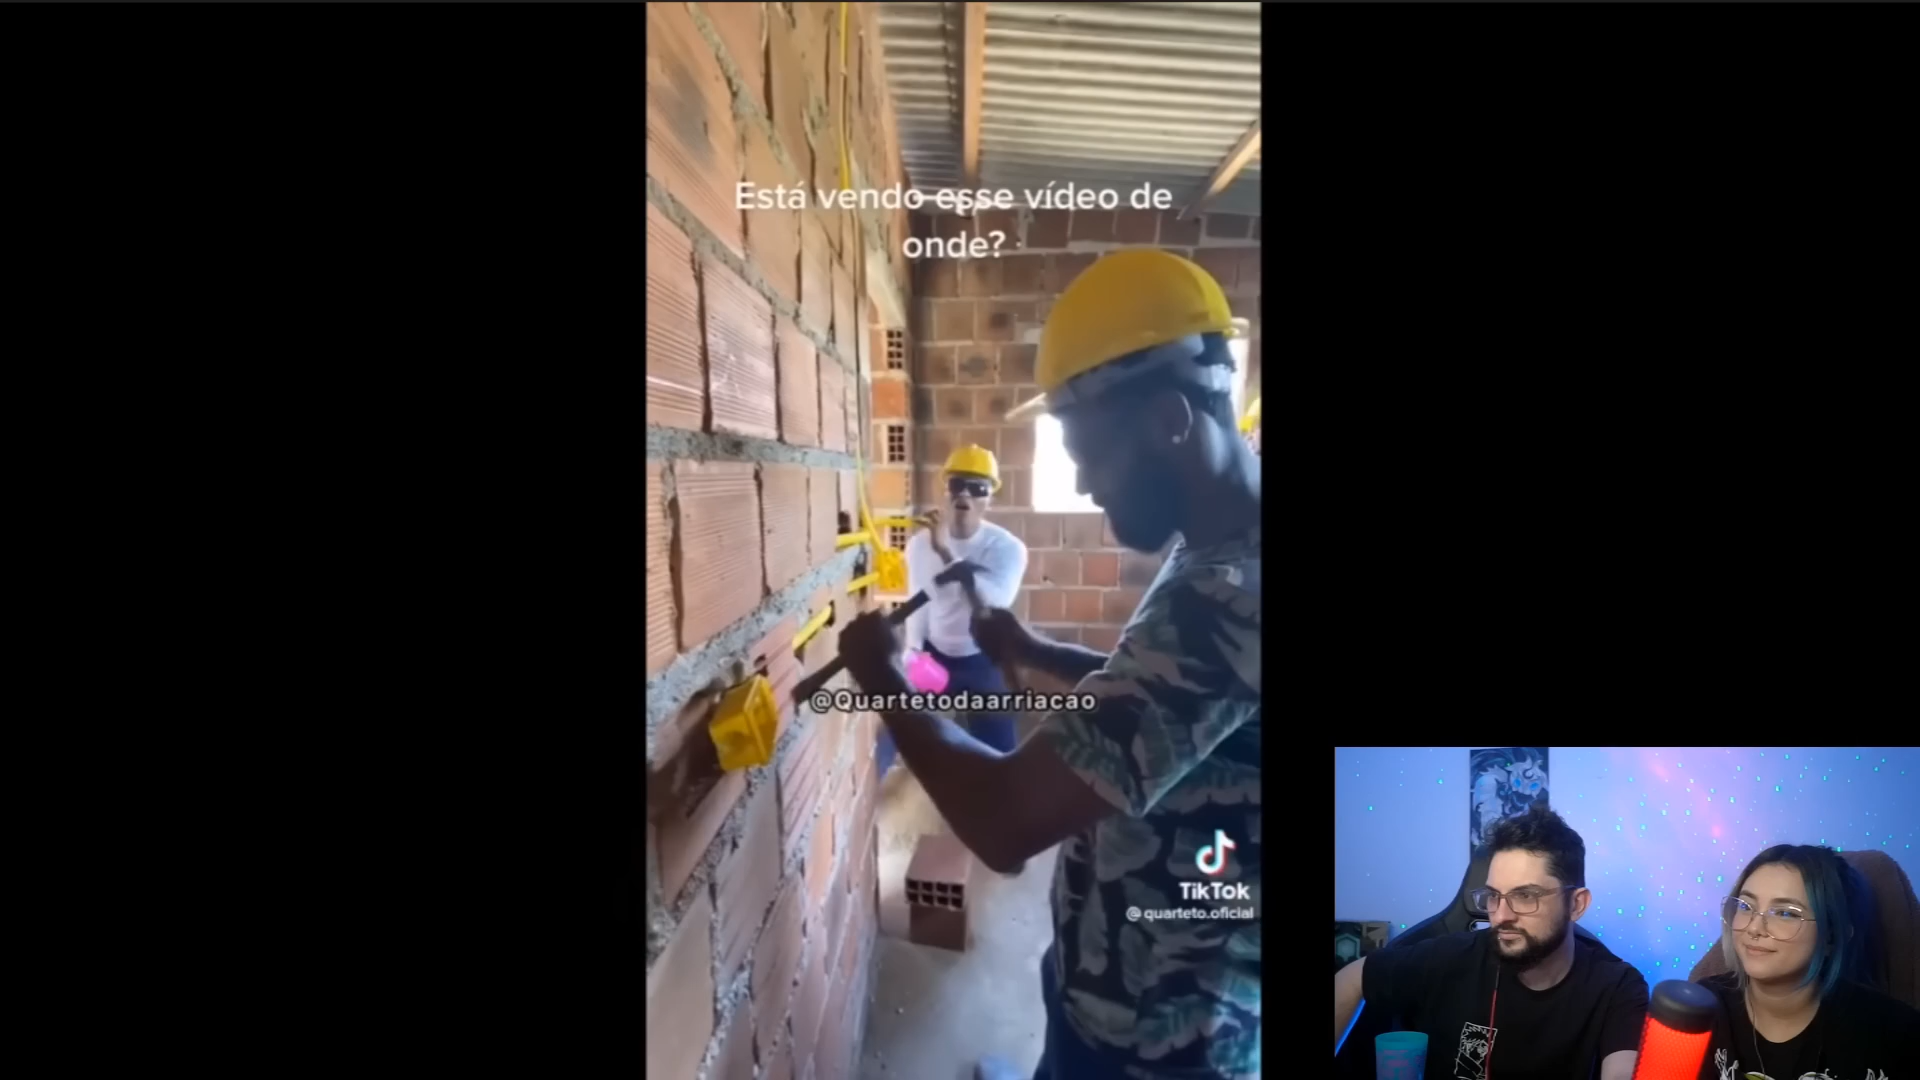 Está vendo esse vídeo de
onde?
@Quartetodaarriacao
TikTok
@quarteto.oficial